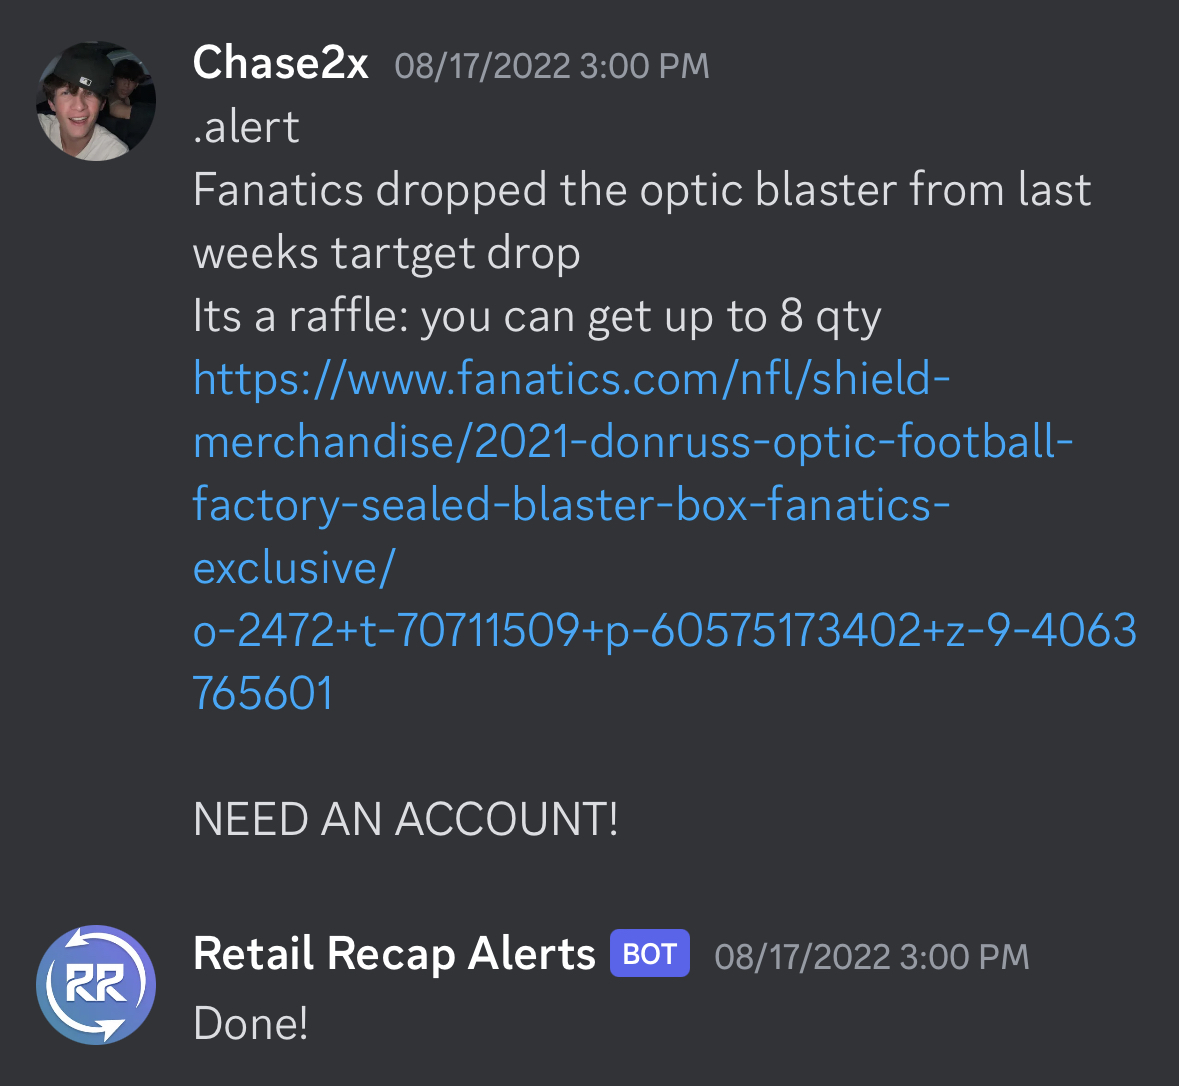 Chase2x 08/17/2022 3:00 PM
.alert
Fanatics dropped the optic blaster from last
weeks tartget drop
Its a raffle: you can get up to 8 qty
https://www.fanatics.com/nfl/shield-
merchandise/2021-donruss-optic-football-
factory-sealed-blaster-box-fanatics-
exclusive/
o-2472+t-70711509+p-60575173402+z-9-4063
765601
NEED AN ACCOUNT!
Retail Recap Alerts BOT 08/17/2022 3:00 PM
RR
Done!